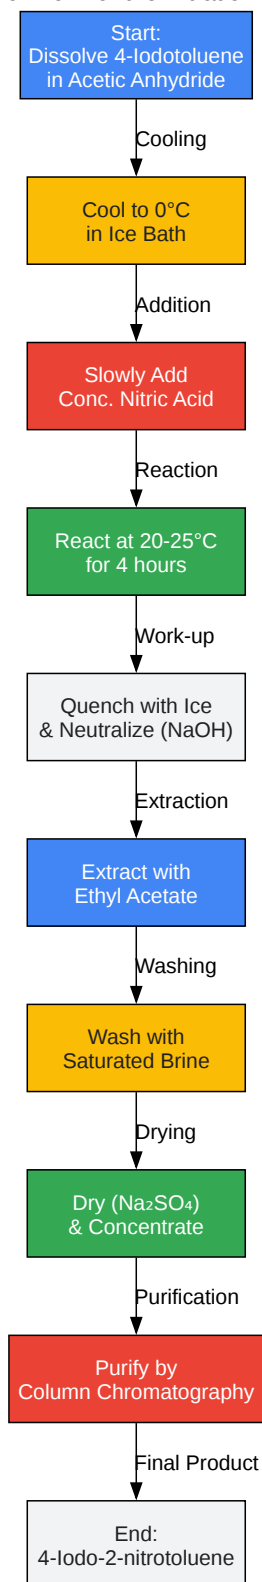 Start:
Dissolve 4-Iodotoluene
in Acetic Anhydride
Cooling
Cool to 0°C
in Ice Bath
Addition
Slowly Add
Conc. Nitric Acid
Reaction
React at 20-25°C
for 4 hours
Work-up
Quench with Ice
& Neutralize (NaOH)
Extraction
Extract with
Ethyl Acetate
Washing
Wash with
Saturated Brine
Drying
Dry (Na₂SO₄)
& Concentrate
Purification
Purify by
Column Chromatography
Final Product
End:
4-Iodo-2-nitrotoluene